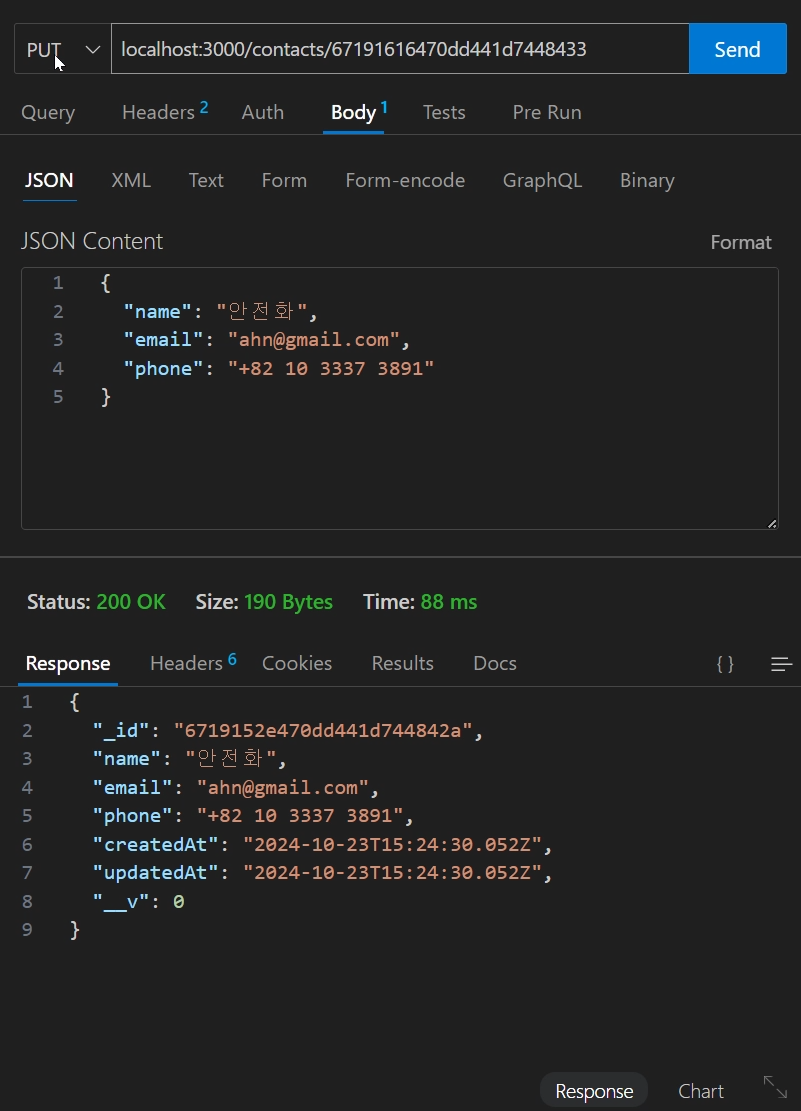 PUT localhost:3000/contacts/67191616470dd441d7448433 Send
Query Headers 2 Auth Body 1 Tests Pre Run
JSON XML Text Form Form-encode GraphQL Binary
JSON Content Format
1 {
2 "name": "안전화",
3 "email": "ahn@gmail.com",
4 "phone": "+82 10 3337 3891"
5 }
Status: 200 OK Size: 190 Bytes Time: 88 ms
Response Headers 6 Cookies Results Docs { }
1 {
2 "_id": "6719152e470dd441d744842a",
3 "name": "안전화",
4 "email": "ahn@gmail.com",
5 "phone": "+82 10 3337 3891",
6 "createdAt": "2024-10-23T15:24:30.052Z",
7 "updatedAt": "2024-10-23T15:24:30.052Z",
8 "__v": 0
9 }
Response Chart